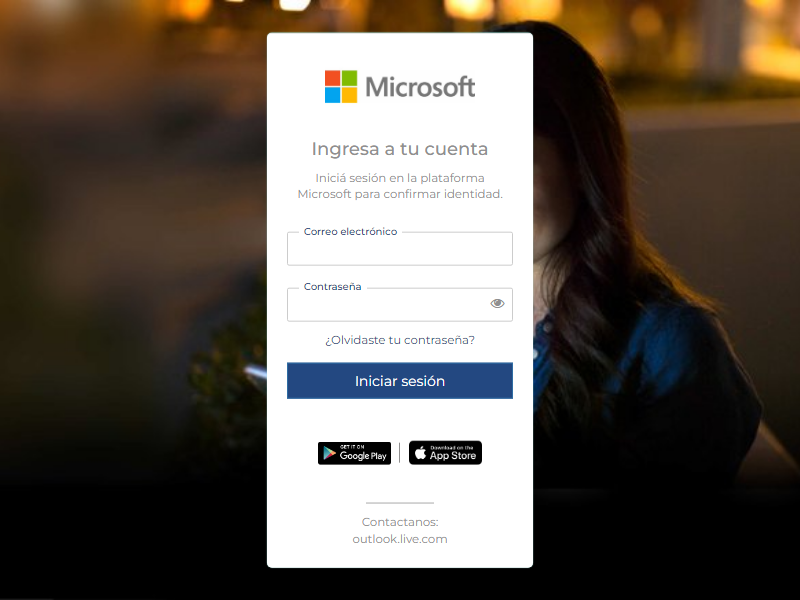 Microsoft
Ingresa a tu cuenta
Iniciá sesión en la plataforma
Microsoft para confirmar identidad.
Correo electrónico
Contraseña
¿Olvidaste tu contraseña?
Iniciar sesión
GET IT ON
Google Play
Download on the
App Store
Contactanos:
outlook.live.com